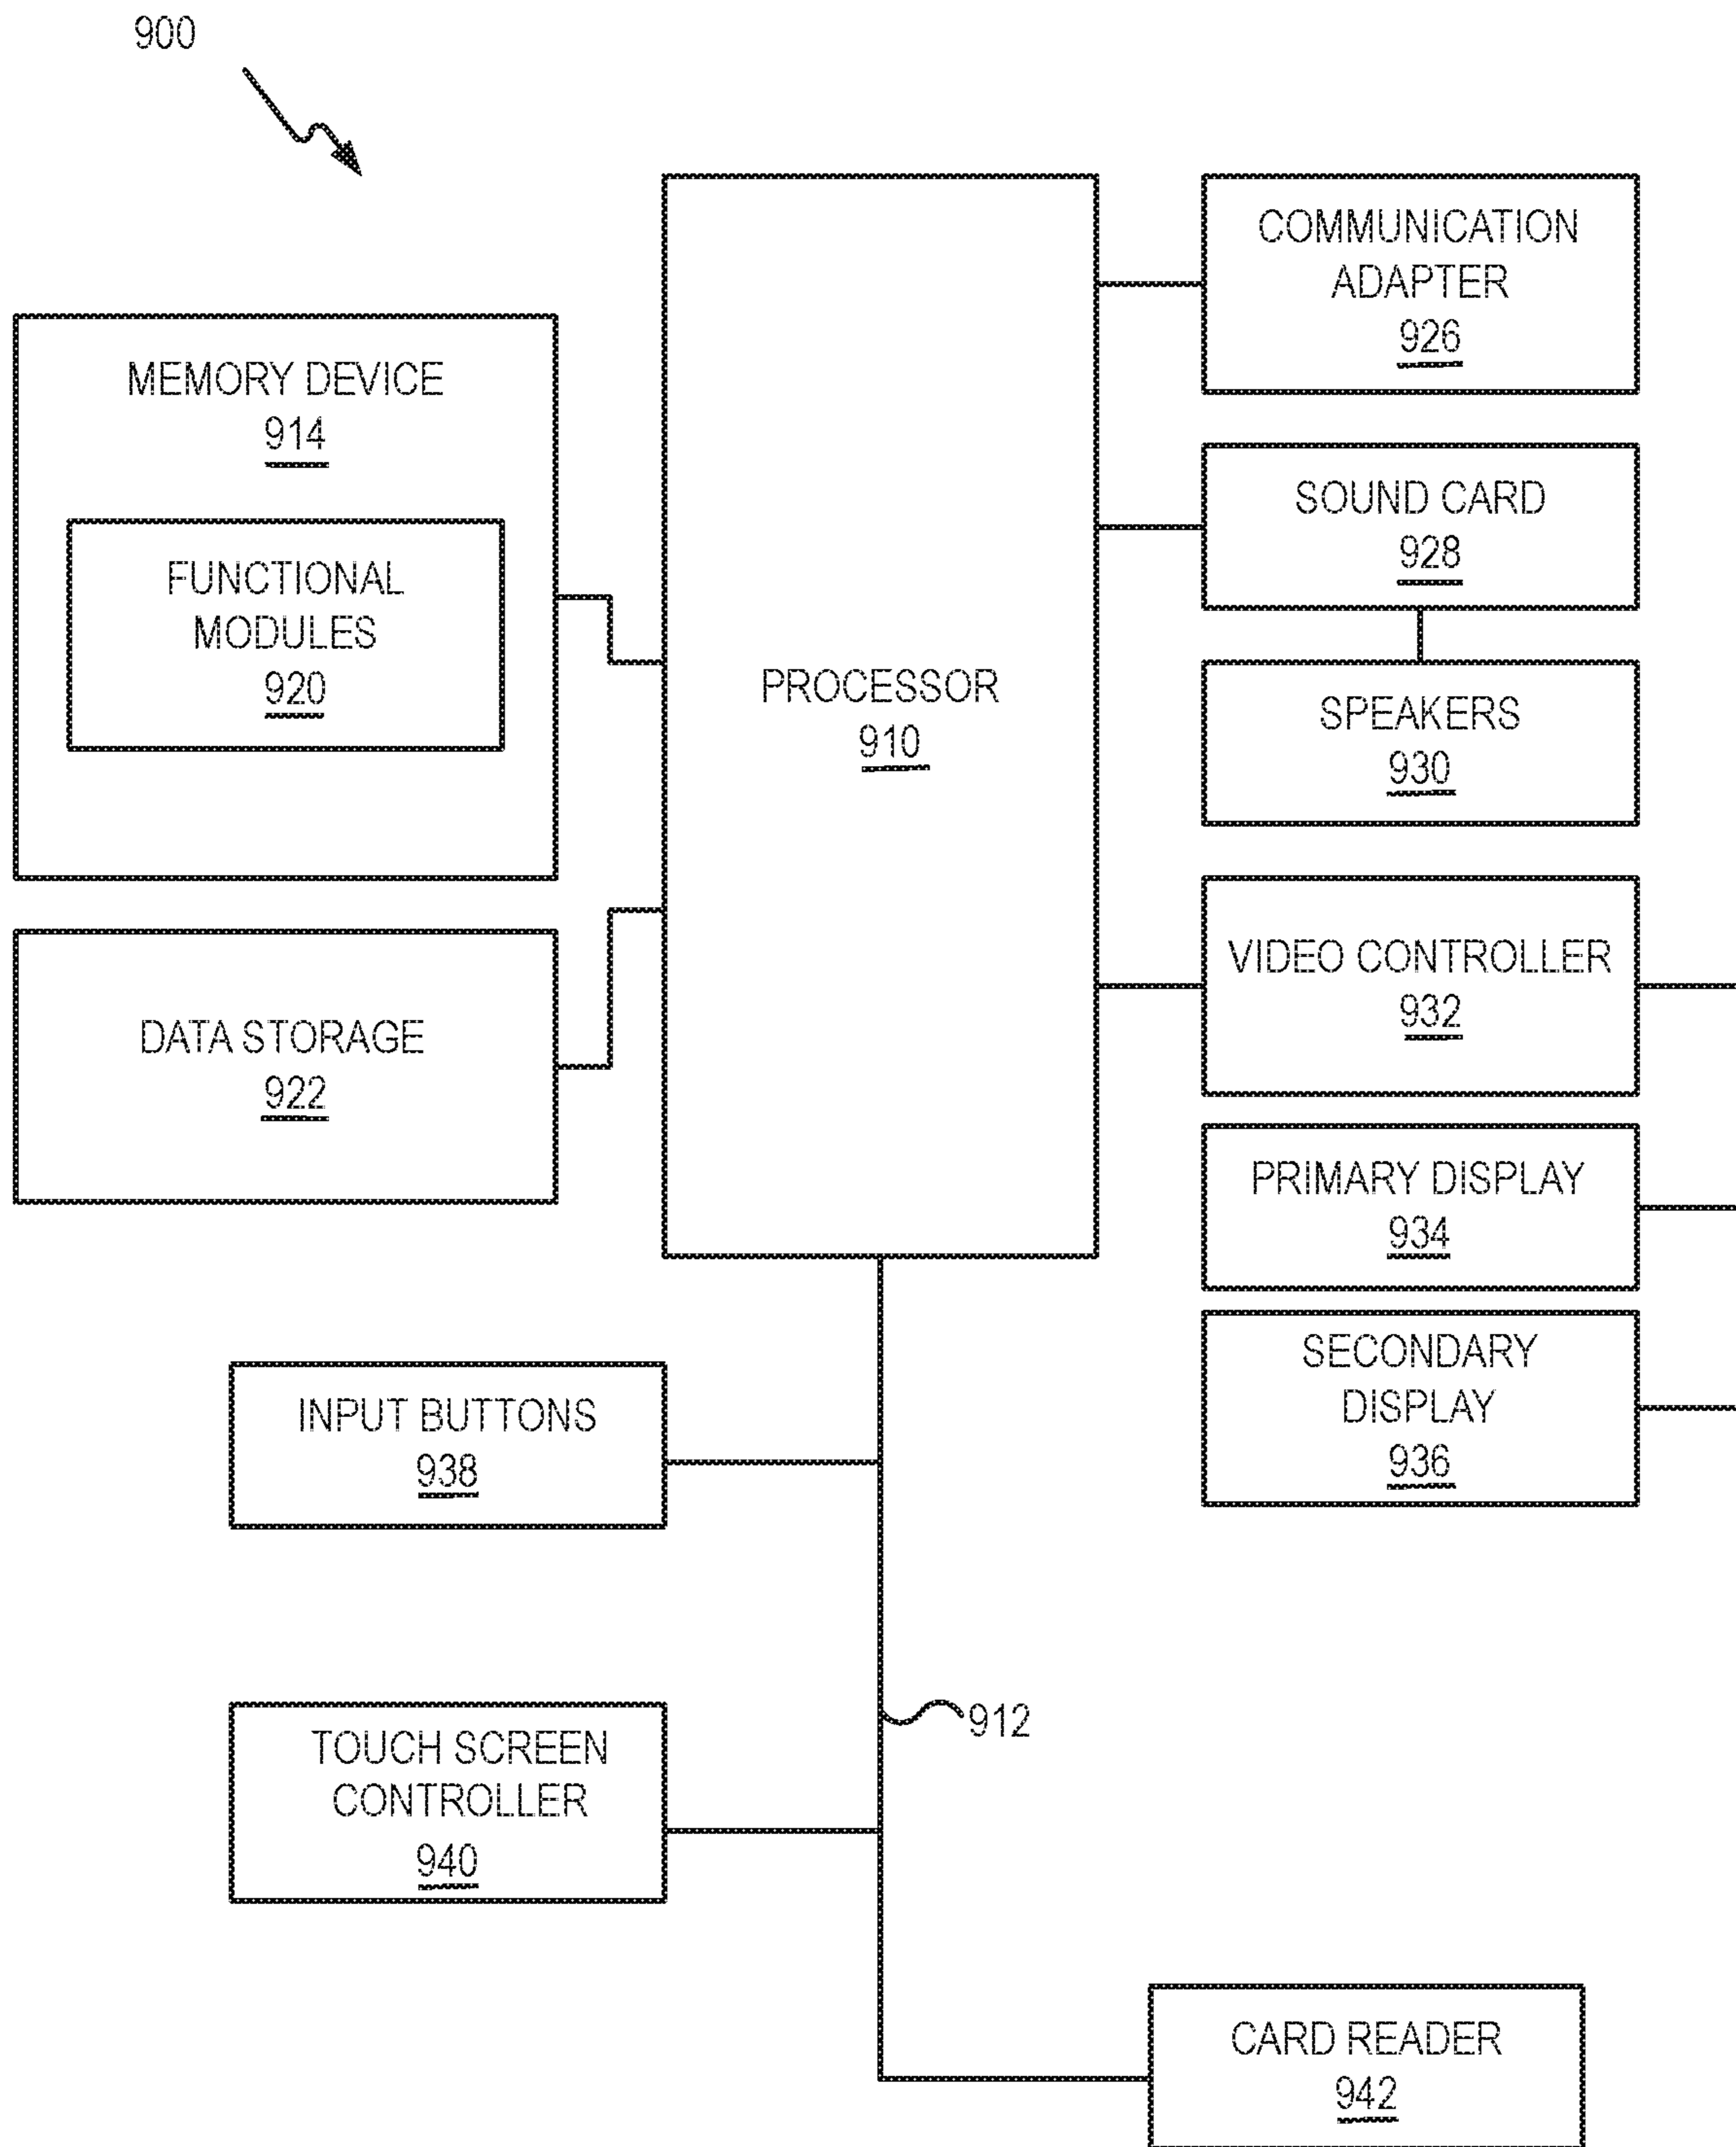 900
COMMUNICATION
ADAPTER
926
MEMORY DEVICE
914
SOUND CARD
928
FUNCTIONAL
MODULES
920
PROCESSOR
910
SPEAKERS
930
VIDEO CONTROLLER
932
DATA STORAGE
922
PRIMARY DISPLAY
934
SECONDARY
DISPLAY
936
INPUT BUTTONS
938
912
TOUCH SCREEN
CONTROLLER
940
CARD READER
942